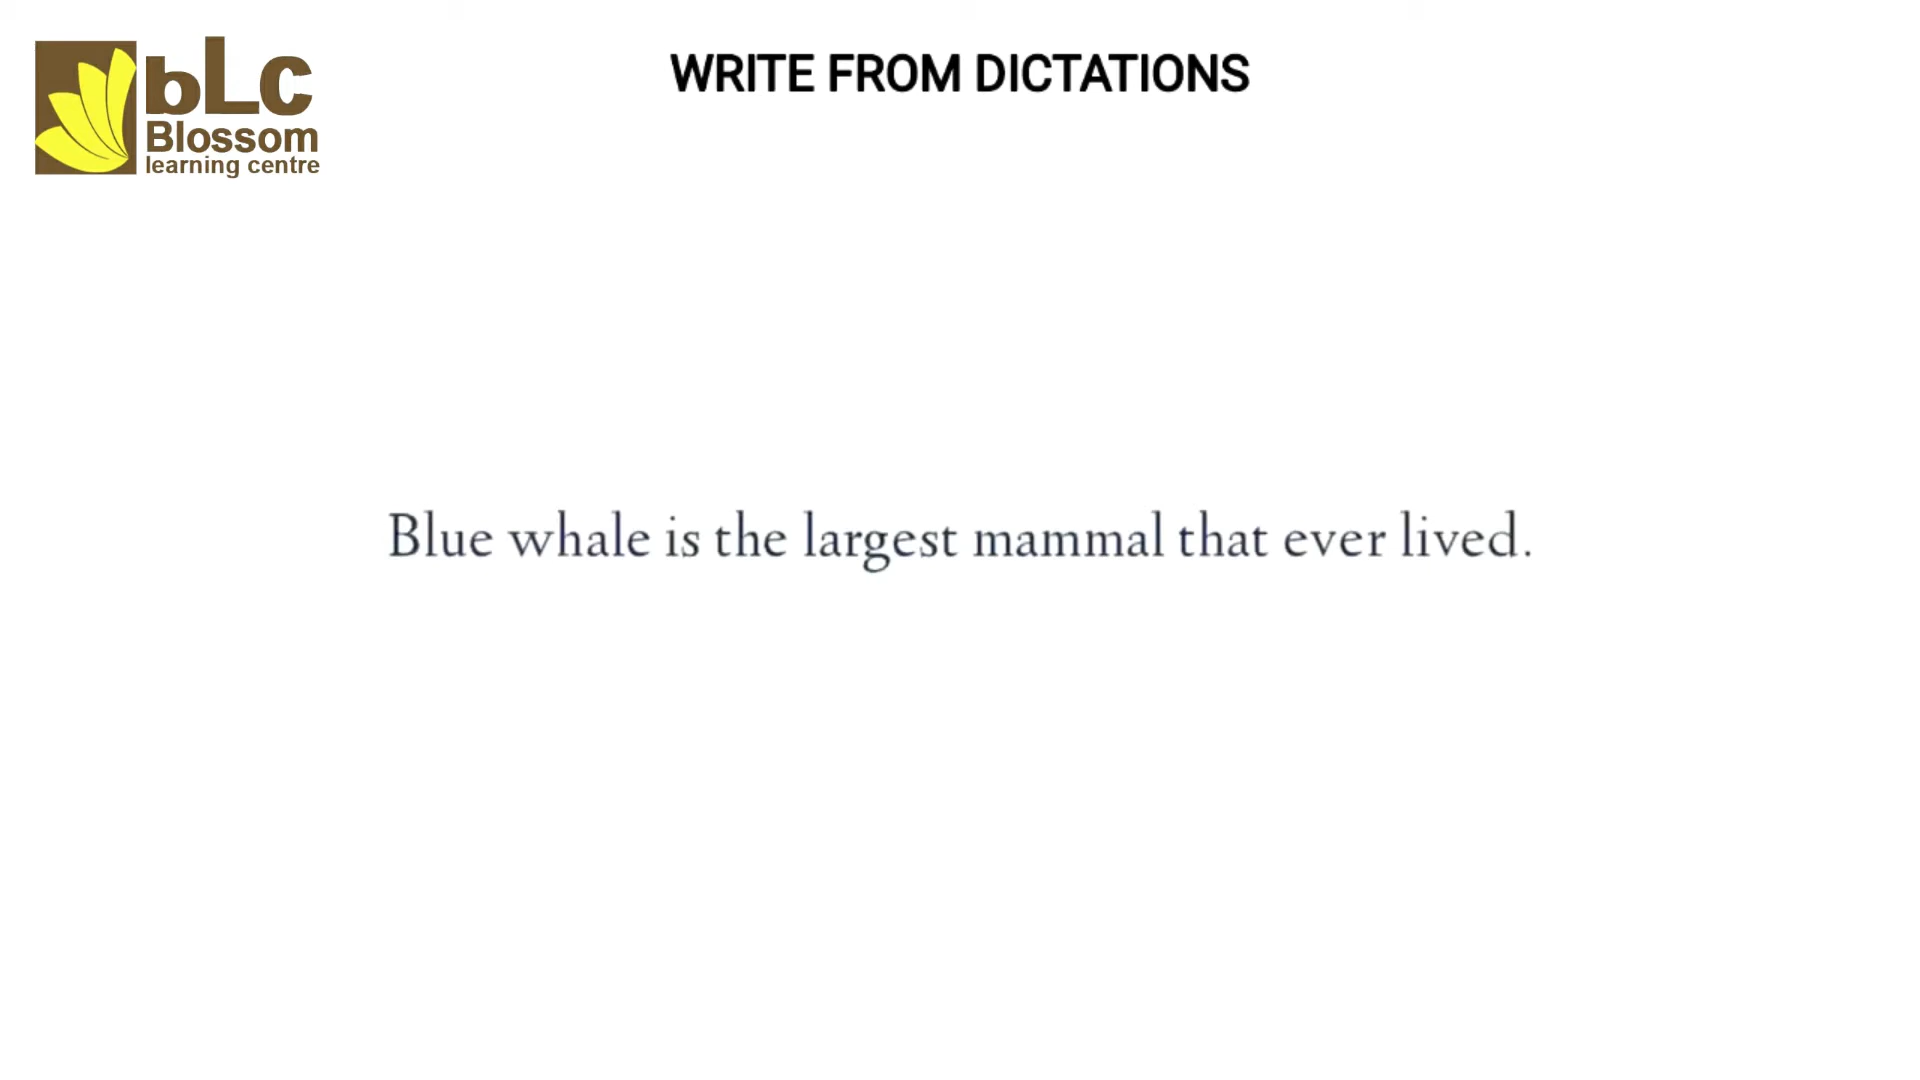 bLC
Blossom
learning centre
WRITE FROM DICTATIONS
Blue whale is the largest mammal that ever lived.